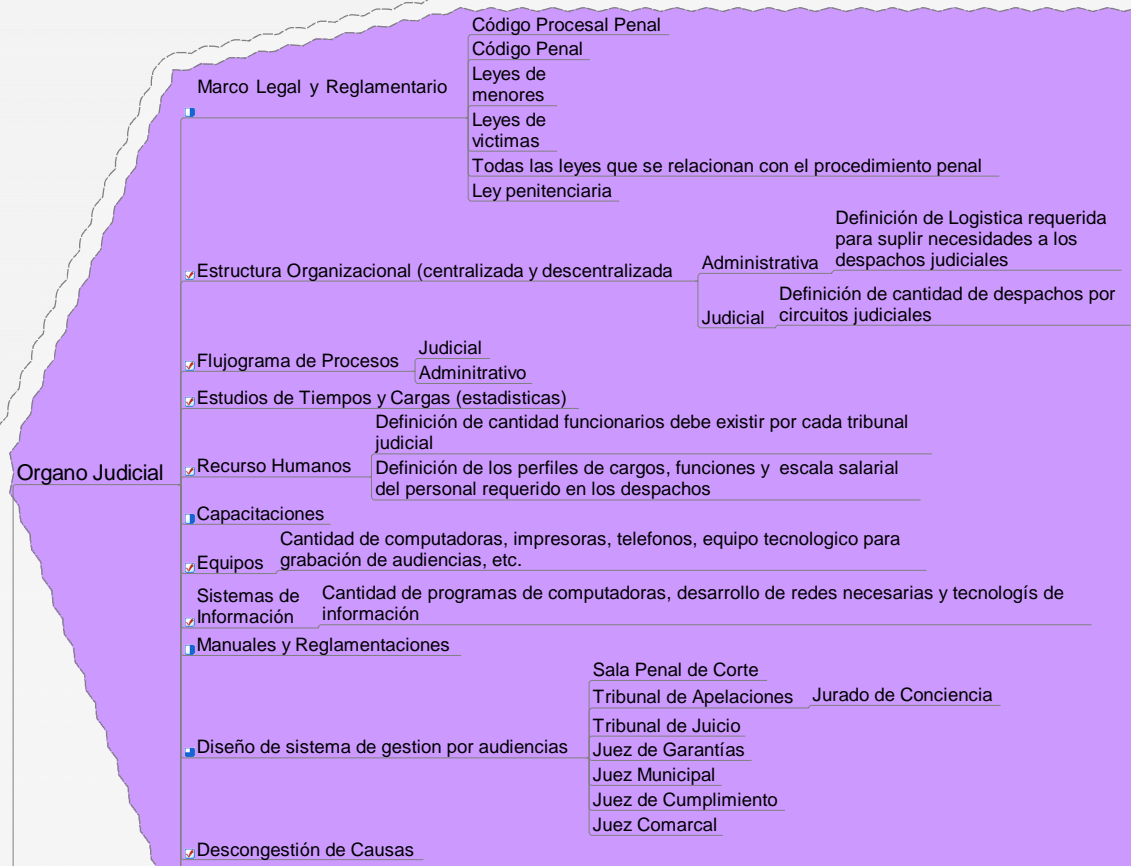 Código Procesal Penal
Código Penal
Leyes de
menores
Leyes de
victimas
Todas las leyes que se relacionan con el procedimiento penal
Ley penitenciaria
Marco Legal y Reglamentario
Estructura Organizacional (centralizada y descentralizada
Administrativa
Definición de Logistica requerida
para suplir necesidades a los
despachos judiciales
Judicial
Definición de cantidad de despachos por
circuitos judiciales
Flujograma de Procesos
Judicial
Adminitrativo
Estudios de Tiempos y Cargas (estadisticas)
Organo Judicial
Recurso Humanos
Definición de cantidad funcionarios debe existir por cada tribunal
judicial
Definición de los perfiles de cargos, funciones y escala salarial
del personal requerido en los despachos
Capacitaciones
Equipos
Cantidad de computadoras, impresoras, telefonos, equipo tecnologico para
grabación de audiencias, etc.
Sistemas de
Información
Cantidad de programas de computadoras, desarrollo de redes necesarias y tecnologís de
información
Manuales y Reglamentaciones
Diseño de sistema de gestion por audiencias
Sala Penal de Corte
Tribunal de Apelaciones
Jurado de Conciencia
Tribunal de Juicio
Juez de Garantías
Juez Municipal
Juez de Cumplimiento
Juez Comarcal
Descongestión de Causas